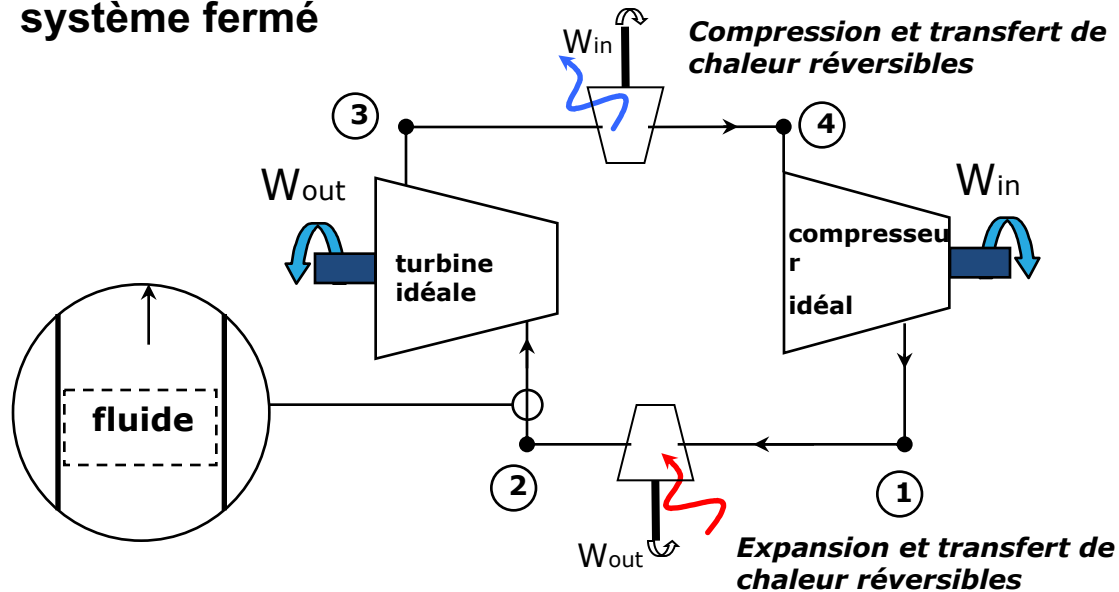 système fermé
Win
Compression et transfert de
chaleur réversibles
3
4
Wout
Win
turbine
idéale
compresseu
r
idéal
fluide
2
1
Wout
Expansion et transfert de
chaleur réversibles